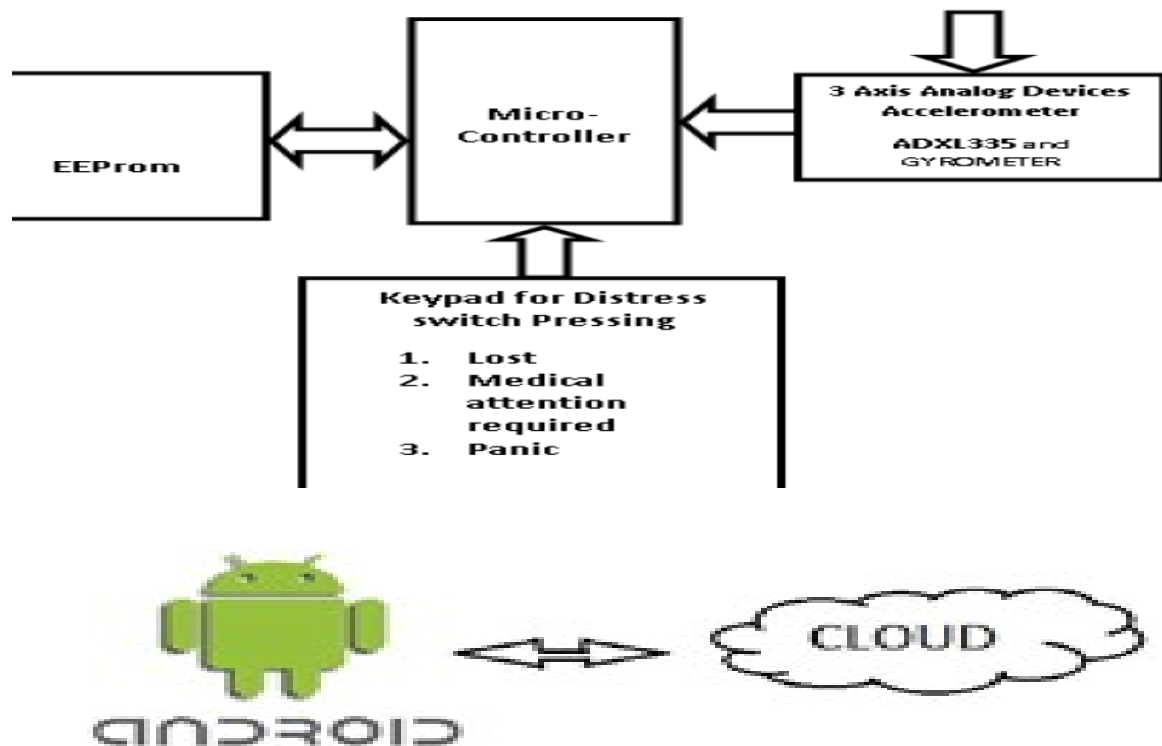 3 Axis Analog Devices
Accelerometer
ADXL335 and
GYROMETER
Micro-
Controller
EEProm
Keypad for Distress
switch Pressing
1. Lost
2. Medical
attention
required
3. Panic
CLOUD
ANDROID